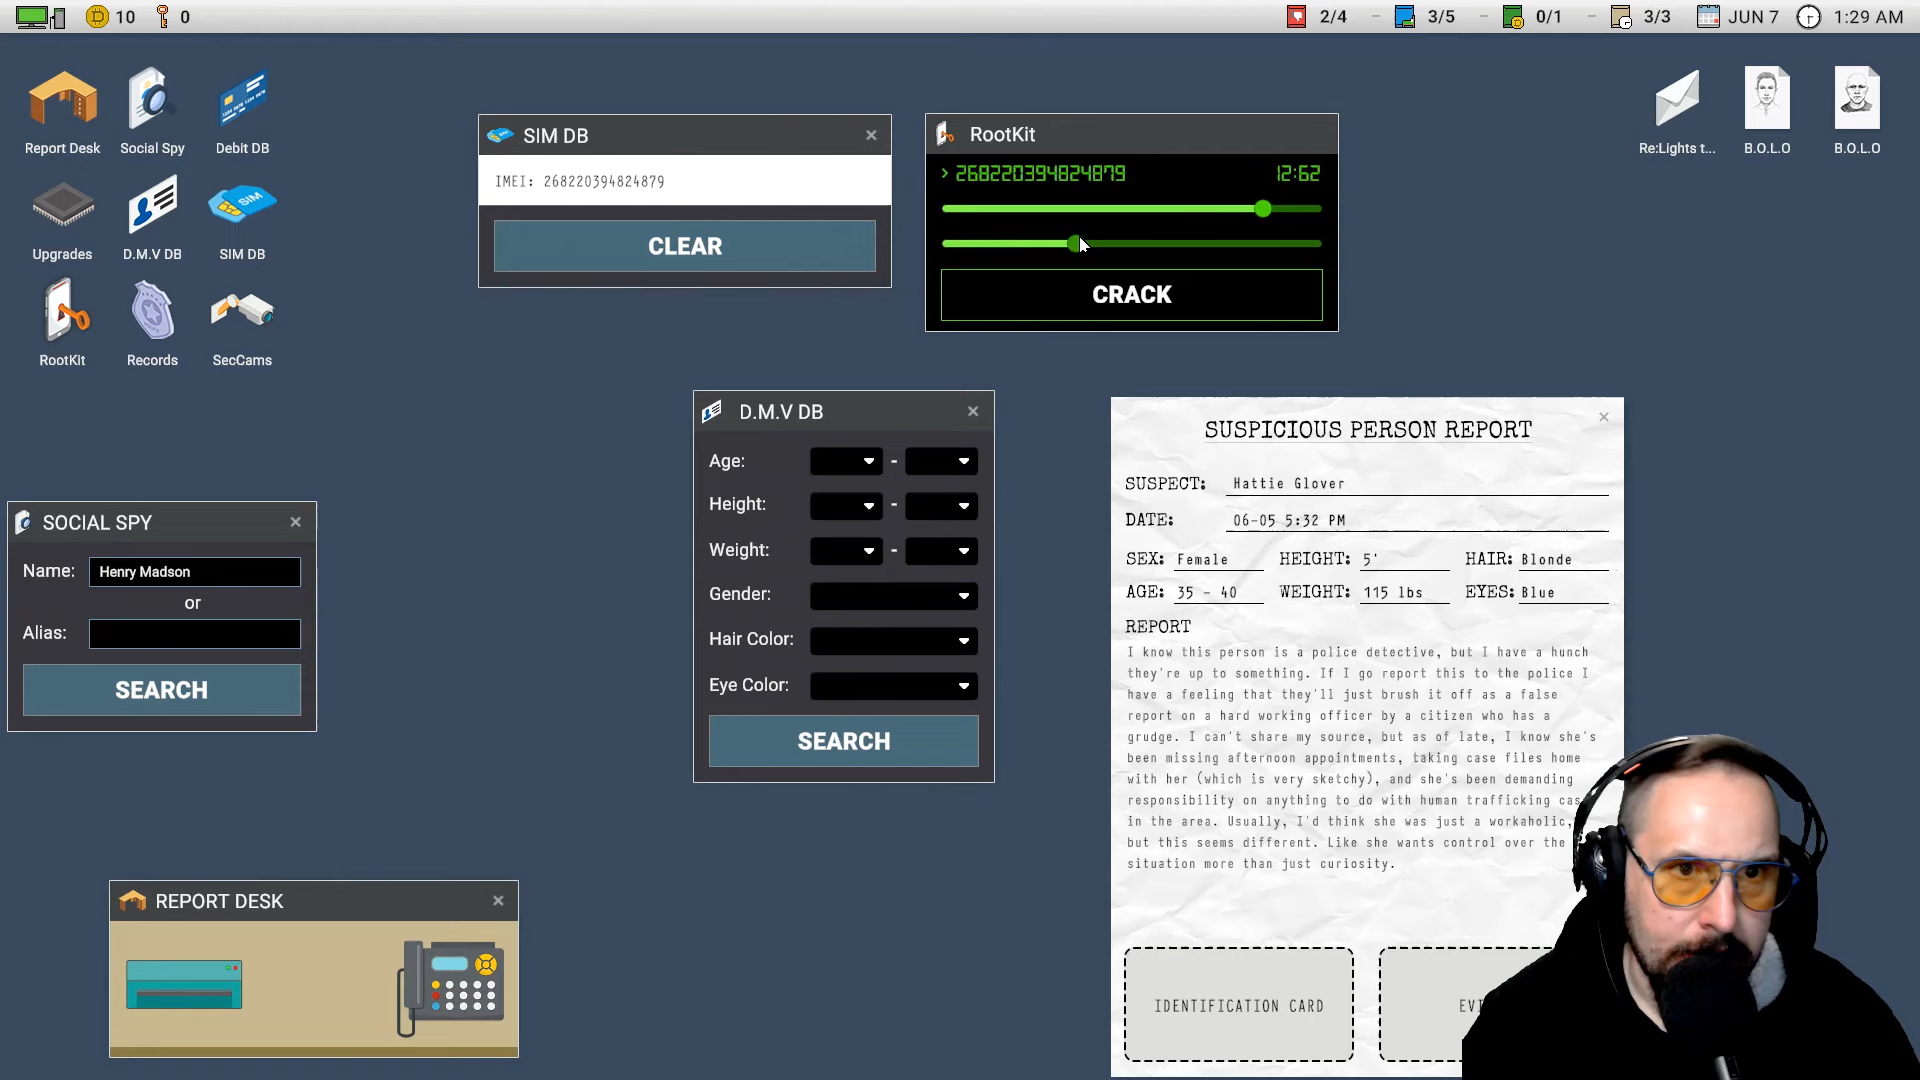 10
0
2/4
3/5
0/1
3/3
JUN 7
1:29 AM
Report Desk
Social Spy
Debit DB
Upgrades
D.M.V DB
SIM DB
RootKit
Records
SecCams
Re:Lights t...
B.O.L.O
B.O.L.O
SIM DB
IMEI: 268220394824879
CLEAR
RootKit
> 268220394824879 12:62
CRACK
D.M.V DB
Age: -
Height: -
Weight: -
Gender:
Hair Color:
Eye Color:
SEARCH
SOCIAL SPY
Name: Henry Madson
or
Alias:
SEARCH
REPORT DESK
SUSPICIOUS PERSON REPORT
SUSPECT: Hattie Glover
DATE: 06-05 5:32 PM
SEX: Female HEIGHT: 5' HAIR: Blonde
AGE: 35 - 40 WEIGHT: 115 lbs EYES: Blue
REPORT
I know this person is a police detective, but I have a hunch
they're up to something. If I go report this to the police I
have a feeling that they'll just brush it off as a false
report on a hard working officer by a citizen who has a
grudge. I can't share my source, but as of late, I know she's
been missing afternoon appointments, taking case files home
with her (which is very sketchy), and she's been demanding
responsibility on anything to do with human trafficking cas
in the area. Usually, I'd think she was just a workaholic,
but this seems different. Like she wants control over the
situation more than just curiosity.
IDENTIFICATION CARD
EVI